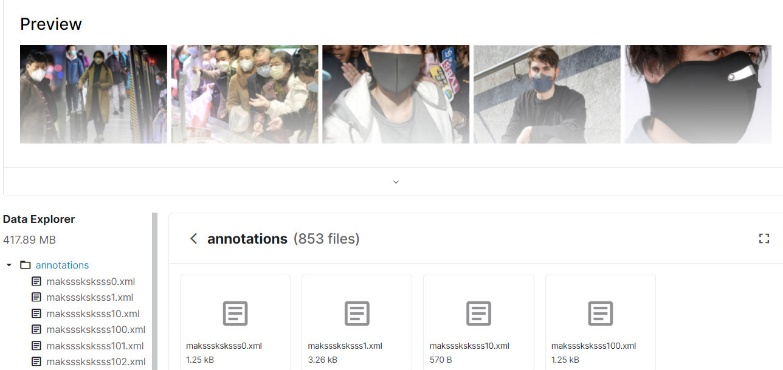 Preview
Data Explorer
417.89 MB
annotations
maksssksksss0.xml
maksssksksss1.xml
maksssksksss10.xml
maksssksksss100.xml
maksssksksss101.xml
maksssksksss102.xml
annotations (853 files)
maksssksksss0.xml
1.25 kB
maksssksksss1.xml
3.26 kB
maksssksksss10.xml
570 B
maksssksksss100.xml
1.25 kB